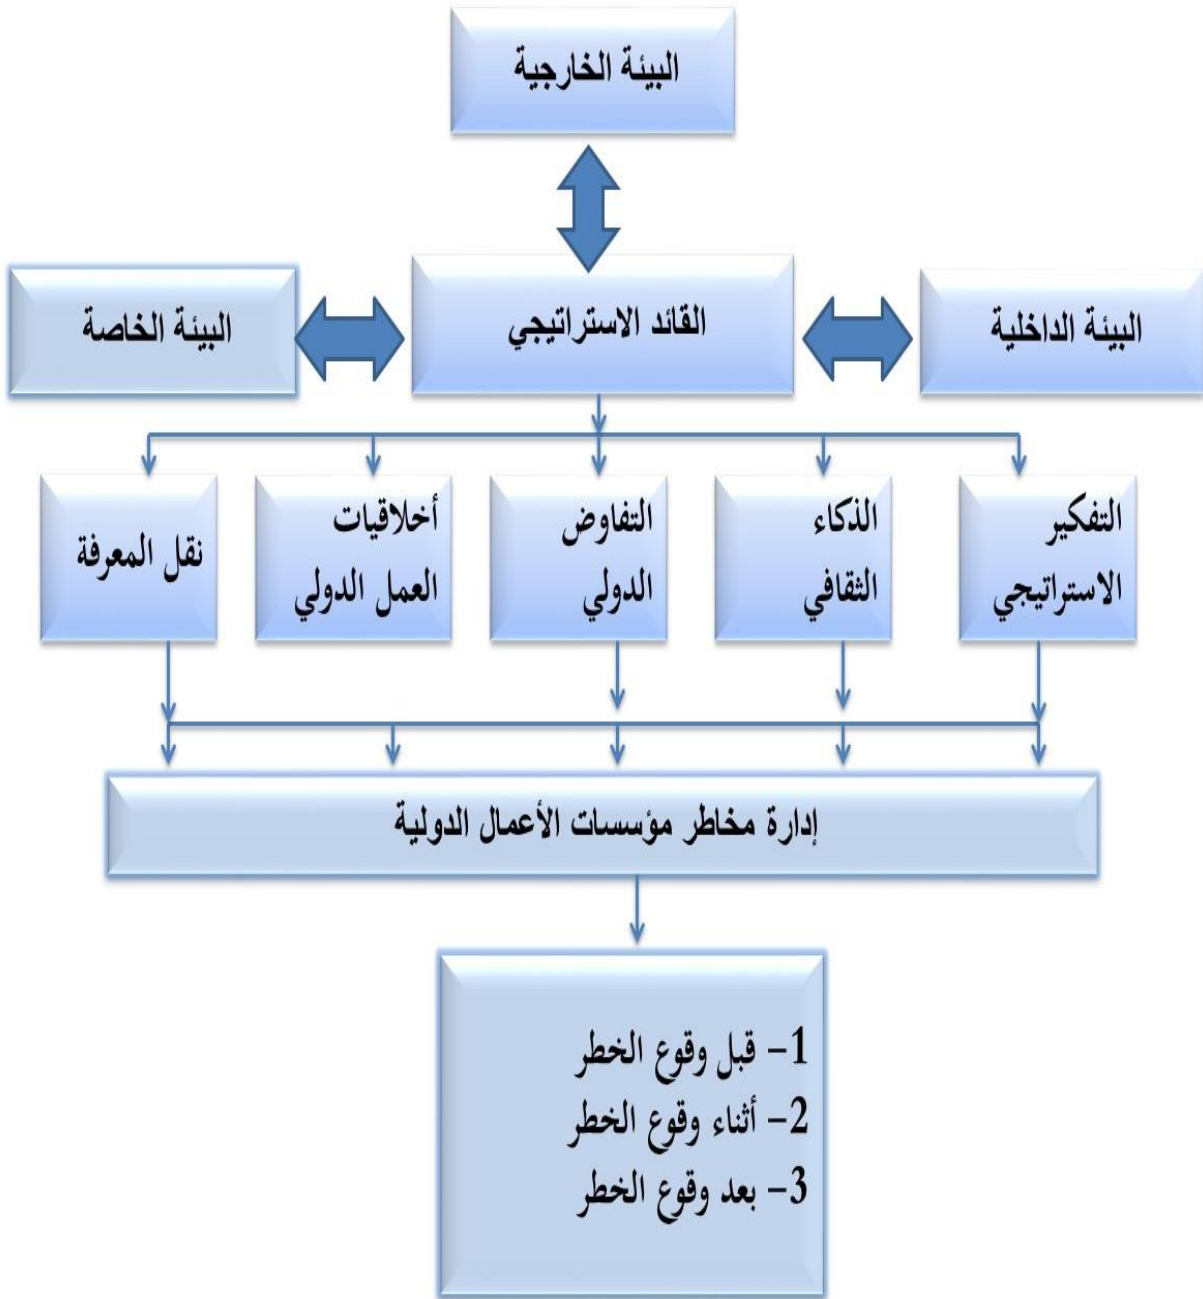 البيئة الخارجية
البيئة الداخلية
القائد الاستراتيجي
البيئة الخاصة
التفكير
الاستراتيجي
الذكاء
الثقافي
التفاوض
الدولي
أخلاقيات
العمل الدولي
نقل المعرفة
إدارة مخاطر مؤسسات الأعمال الدولية
1- قبل وقوع الخطر
2- أثناء وقوع الخطر
3- بعد وقوع الخطر